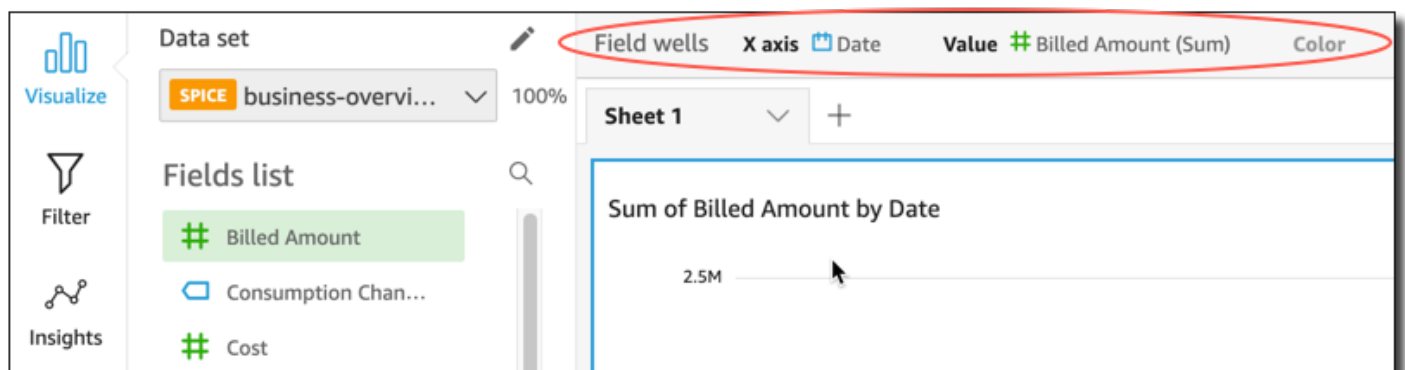 Visualize
Filter
Insights
Data set
SPICE business-overvi... 100%
Fields list
Billed Amount
Consumption Chan...
Cost
Field wells X axis Date Value Billed Amount (Sum) Color
Sheet 1
Sum of Billed Amount by Date
2.5M